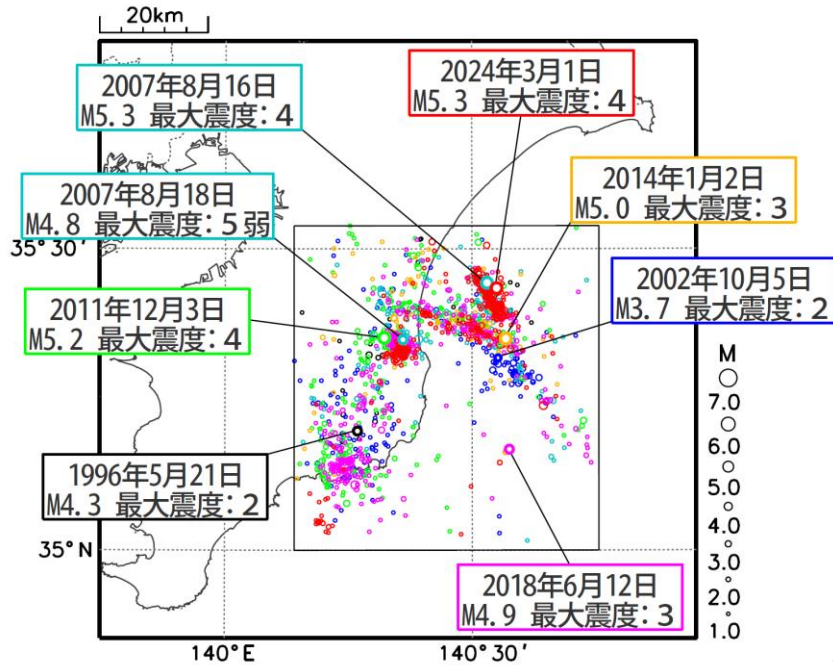 20km
2007年8月16日
M5.3 最大震度:4
2024年3月1日
M5.3 最大震度:4
2007年8月18日
M4.8 最大震度:5弱
2014年1月2日
M5.0 最大震度:3
35°30'
2002年10月5日
M3.7 最大震度:2
2011年12月3日
M5.2 最大震度:4
M
7.0
6.0
5.0
4.0
3.0
2.0
1.0
1996年5月21日
M4.3 最大震度:2
35°N
2018年6月12日
M4.9 最大震度:3
140°E
140°30'